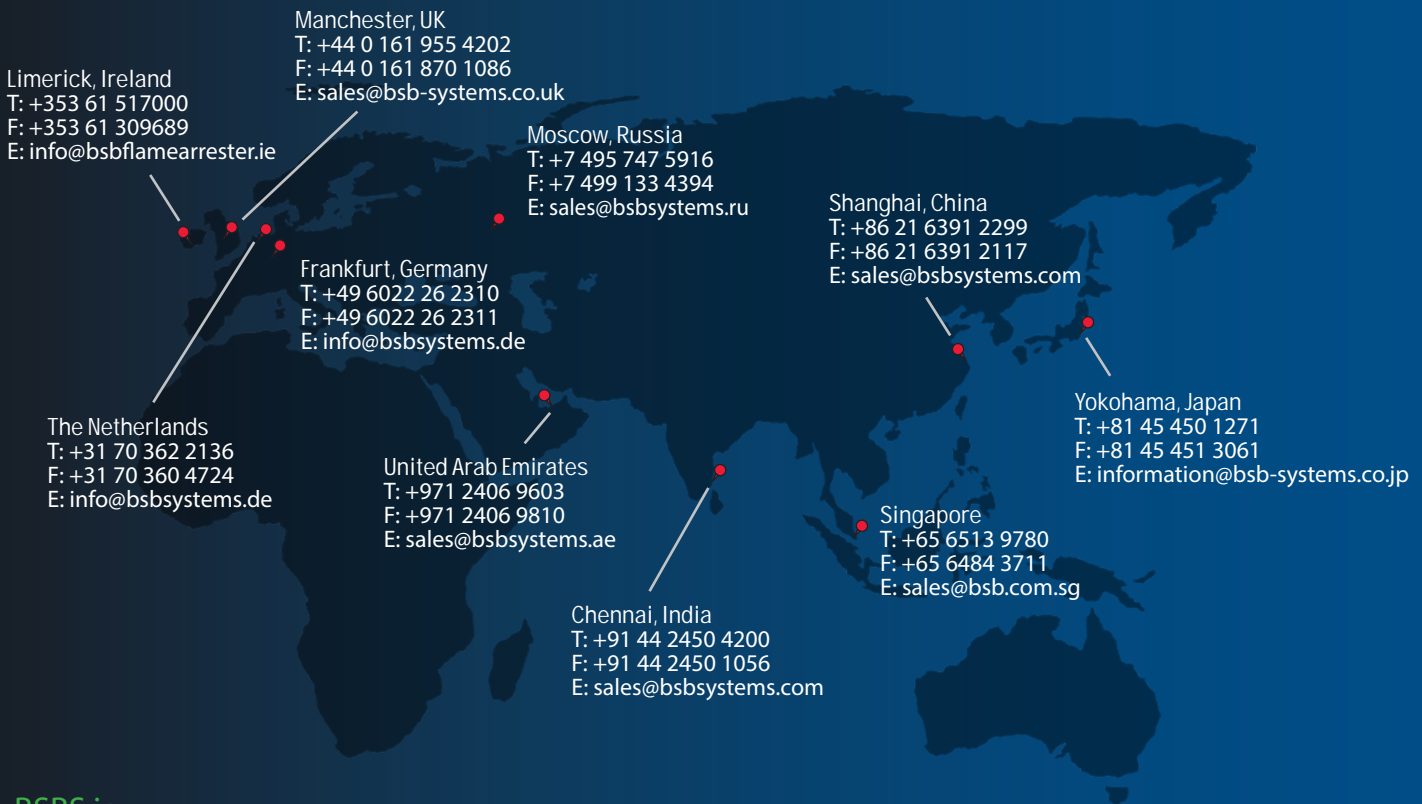 Manchester, UK
T: +44 0 161 955 4202
F: +44 0 161 870 1086
E: sales@bsb-systems.co.uk
Limerick, Ireland
T: +353 61 517000
F: +353 61 309689
E: info@bsbflamearrester.ie
Moscow, Russia
T: +7 495 747 5916
F: +7 499 133 4394
E: sales@bsbsystems.ru
Shanghai, China
T: +86 21 6391 2299
F: +86 21 6391 2117
E: sales@bsbsystems.com
Frankfurt, Germany
T: +49 6022 26 2310
F: +49 6022 26 2311
E: info@bsbsystems.de
Yokohama, Japan
T: +81 45 450 1271
F: +81 45 451 3061
E: information@bsb-systems.co.jp
The Netherlands
T: +31 70 362 2136
F: +31 70 360 4724
E: info@bsbsystems.de
United Arab Emirates
T: +971 2406 9603
F: +971 2406 9810
E: sales@bsbsystems.ae
Singapore
T: +65 6513 9780
F: +65 6484 3711
E: sales@bsb.com.sg
Chennai, India
T: +91 44 2450 4200
F: +91 44 2450 1056
E: sales@bsbsystems.com